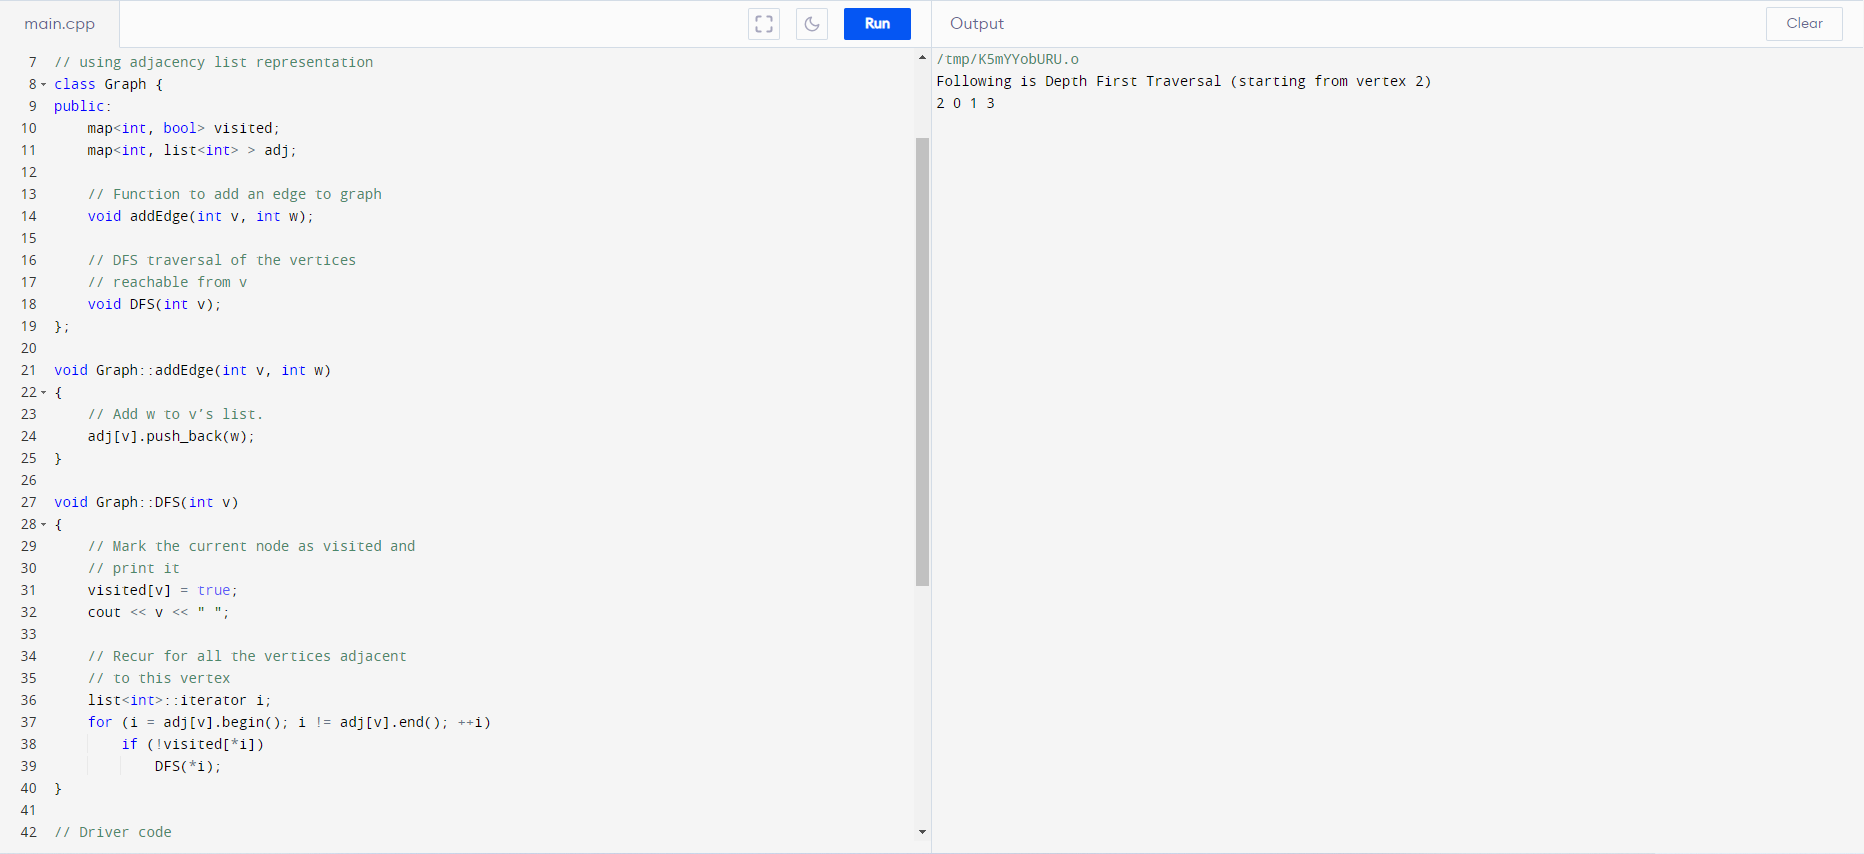 main.cpp
Run
7 // using adjacency list representation
8 class Graph {
9 public:
10     map<int, bool> visited;
11     map<int, list<int> > adj;
12
13     // Function to add an edge to graph
14     void addEdge(int v, int w);
15
16     // DFS traversal of the vertices
17     // reachable from v
18     void DFS(int v);
19 };
20
21 void Graph::addEdge(int v, int w)
22 {
23     // Add w to v’s list.
24     adj[v].push_back(w);
25 }
26
27 void Graph::DFS(int v)
28 {
29     // Mark the current node as visited and
30     // print it
31     visited[v] = true;
32     cout << v << " ";
33
34     // Recur for all the vertices adjacent
35     // to this vertex
36     list<int>::iterator i;
37     for (i = adj[v].begin(); i != adj[v].end(); ++i)
38         if (!visited[*i])
39             DFS(*i);
40 }
41
42 // Driver code
Output
Clear
/tmp/K5mYYobURU.o
Following is Depth First Traversal (starting from vertex 2)
2 0 1 3